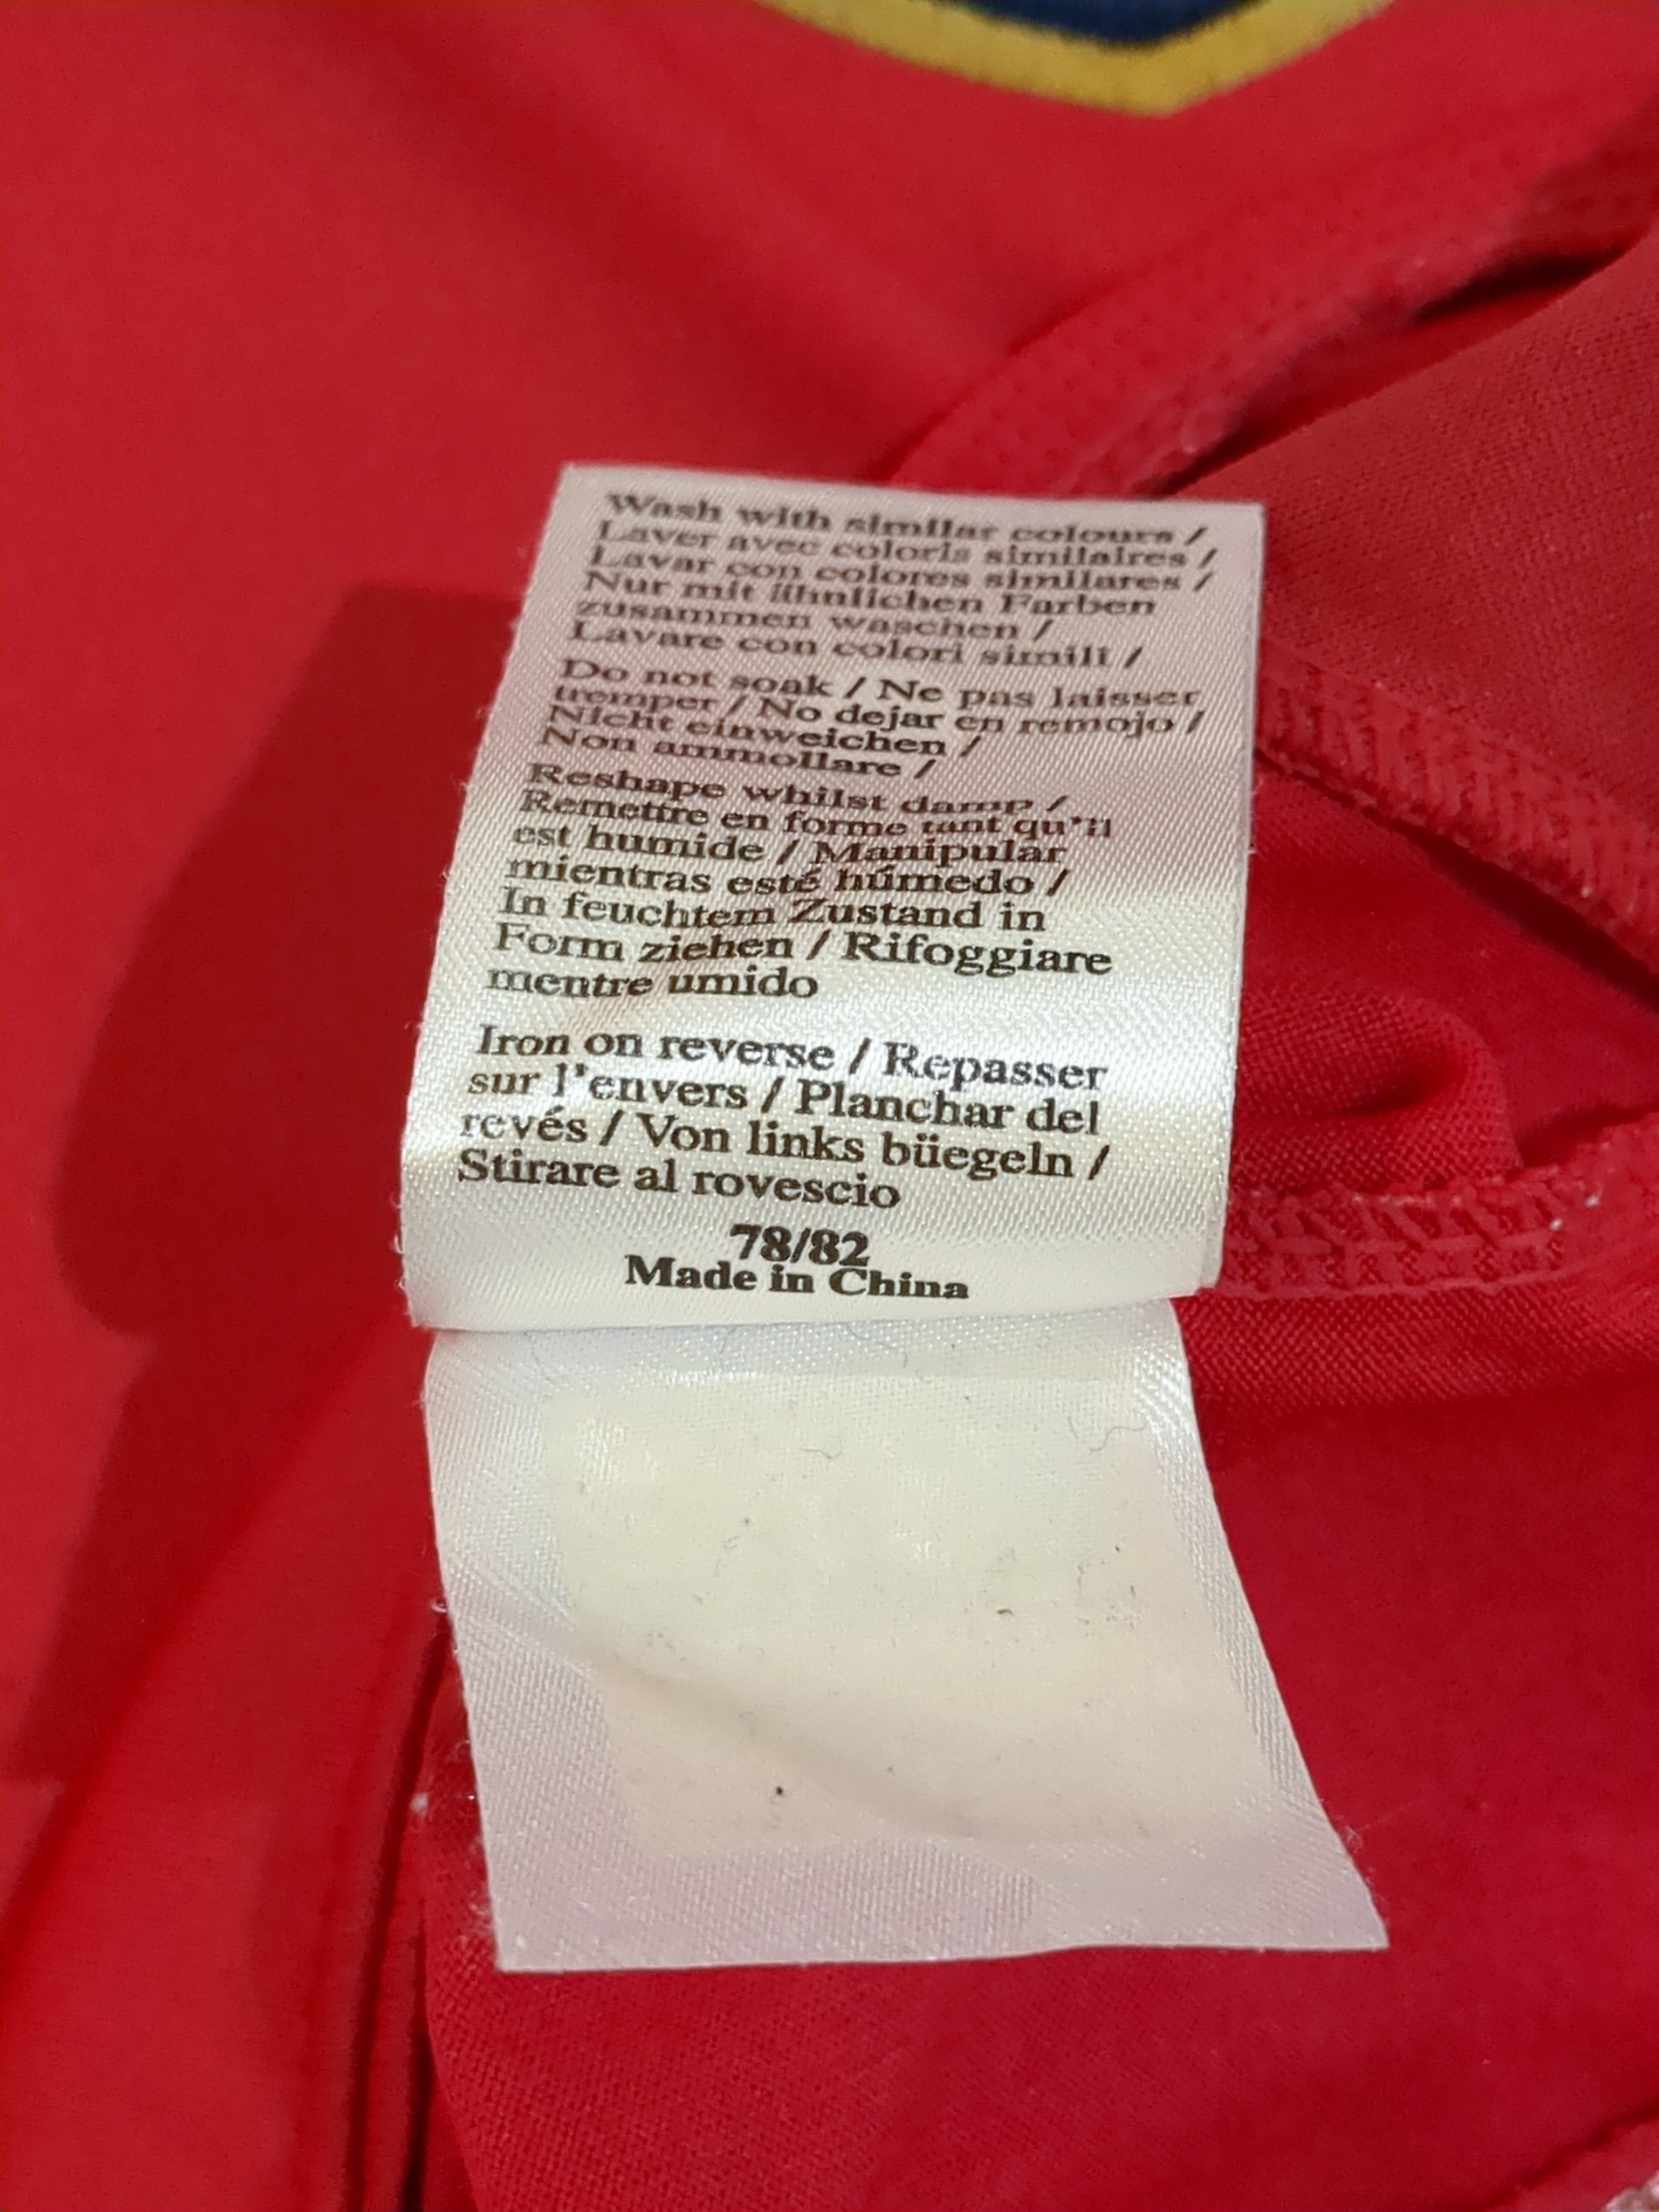 Wash with similar colours /
Laver avec coloris similaires /
Lavar con colores similares /
Nur mit ähnlichen Farben
zusammen waschen /
Lavare con colori simili /
Do not soak / Ne pas laisser
tremper / No dejar en remojo /
Nicht einweichen /
Non ammollare /
Reshape whilst damp /
Remettre en forme tant qu'il
est humide / Manipular
mientras esté húmedo /
In feuchtem Zustand in
Form ziehen / Rifoggiare
mentre umido
Iron on reverse / Repasser
sur l'envers / Planchar del
revés / Von links büegeln /
Stirare al rovescio
78/82
Made in China